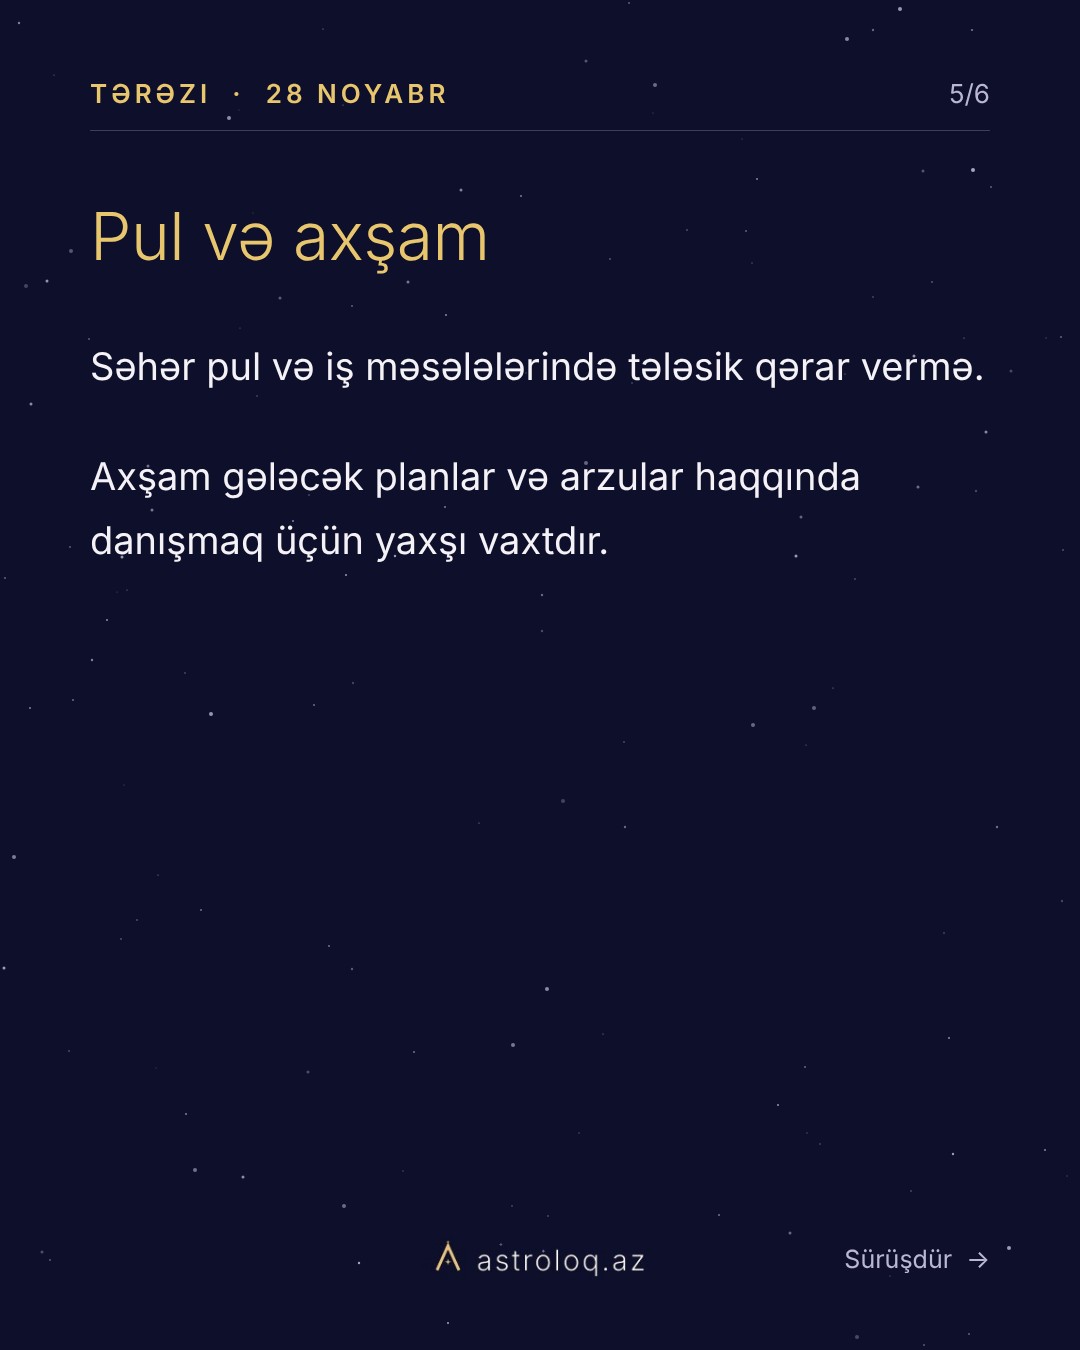 TƏRƏZI · 28 NOYABR
5/6
Pul və axşam
Səhər pul və iş məsələlərində tələsik qərar vermə.
Axşam gələcək planlar və arzular haqqında
danışmaq üçün yaxşı vaxtdır.
astroloq.az
Sürüşdür →